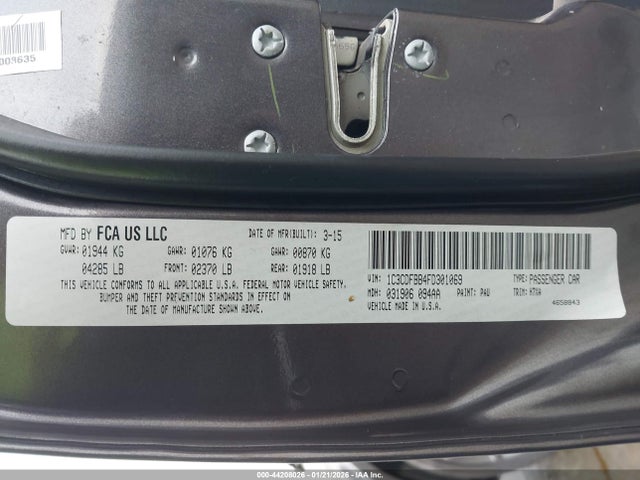 009635
MFD BY FCA US LLC DATE OF MFR(BUILT): 3-15
GVWR: 01944 KG GAWR: 01076 KG GAWR: 00870 KG
04285 LB FRONT: 02370 LB REAR: 01918 LB
THIS VEHICLE CONFORMS TO ALL APPLICABLE U.S.A. FEDERAL MOTOR VEHICLE SAFETY,
BUMPER AND THEFT PREVENTION STANDARDS IN EFFECT ON
THE DATE OF MANUFACTURE SHOWN ABOVE.
VIN: 1C3CDFBB4FD301069 TYPE: PASSENGER CAR
MDH: 031906 094AA PAINT: PAU TRIM:
VEHICLE MADE IN U.S.A. 4658943
000-44208026 - 01/21/2026 - IAA Inc.